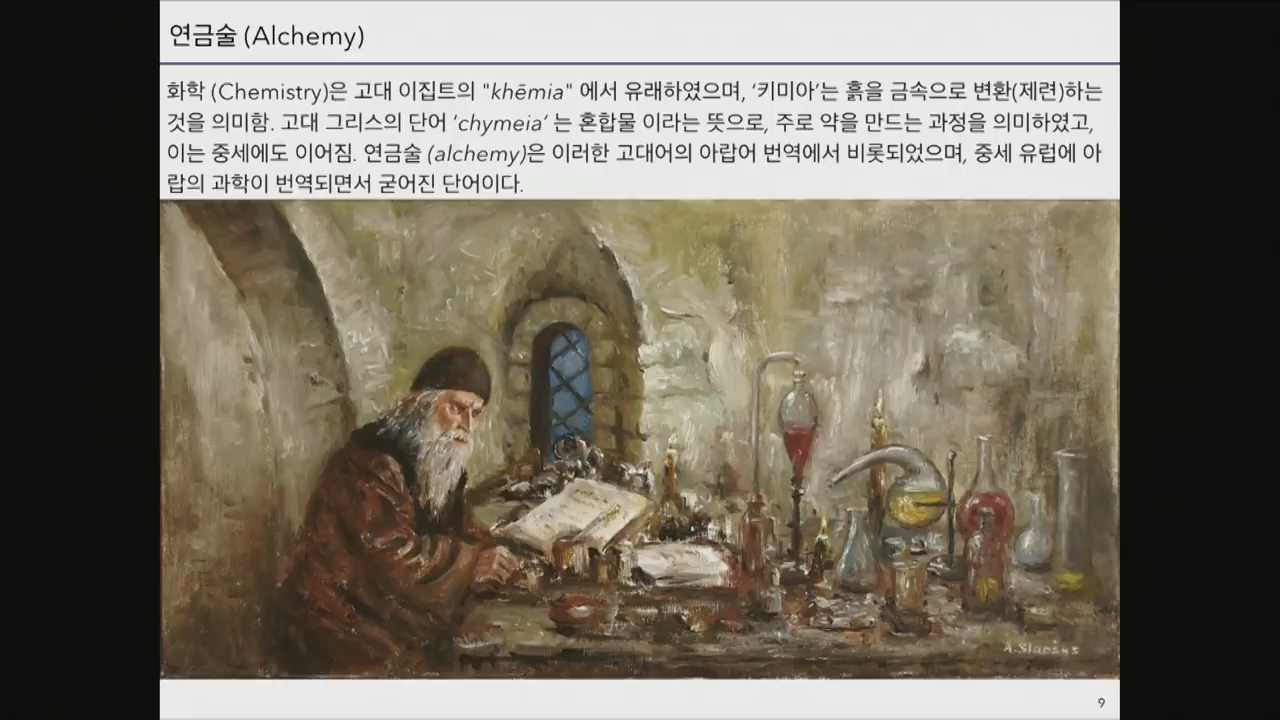 연금술 (Alchemy)
화학 (Chemistry)은 고대 이집트의 "khēmia" 에서 유래하였으며, ‘키미아’는 흙을 금속으로 변환(제련)하는
것을 의미함. 고대 그리스의 단어 ‘chymeia’ 는 혼합물 이라는 뜻으로, 주로 약을 만드는 과정을 의미하였고,
이는 중세에도 이어짐. 연금술 (alchemy)은 이러한 고대어의 아랍어 번역에서 비롯되었으며, 중세 유럽에 아
랍의 과학이 번역되면서 굳어진 단어이다.
9